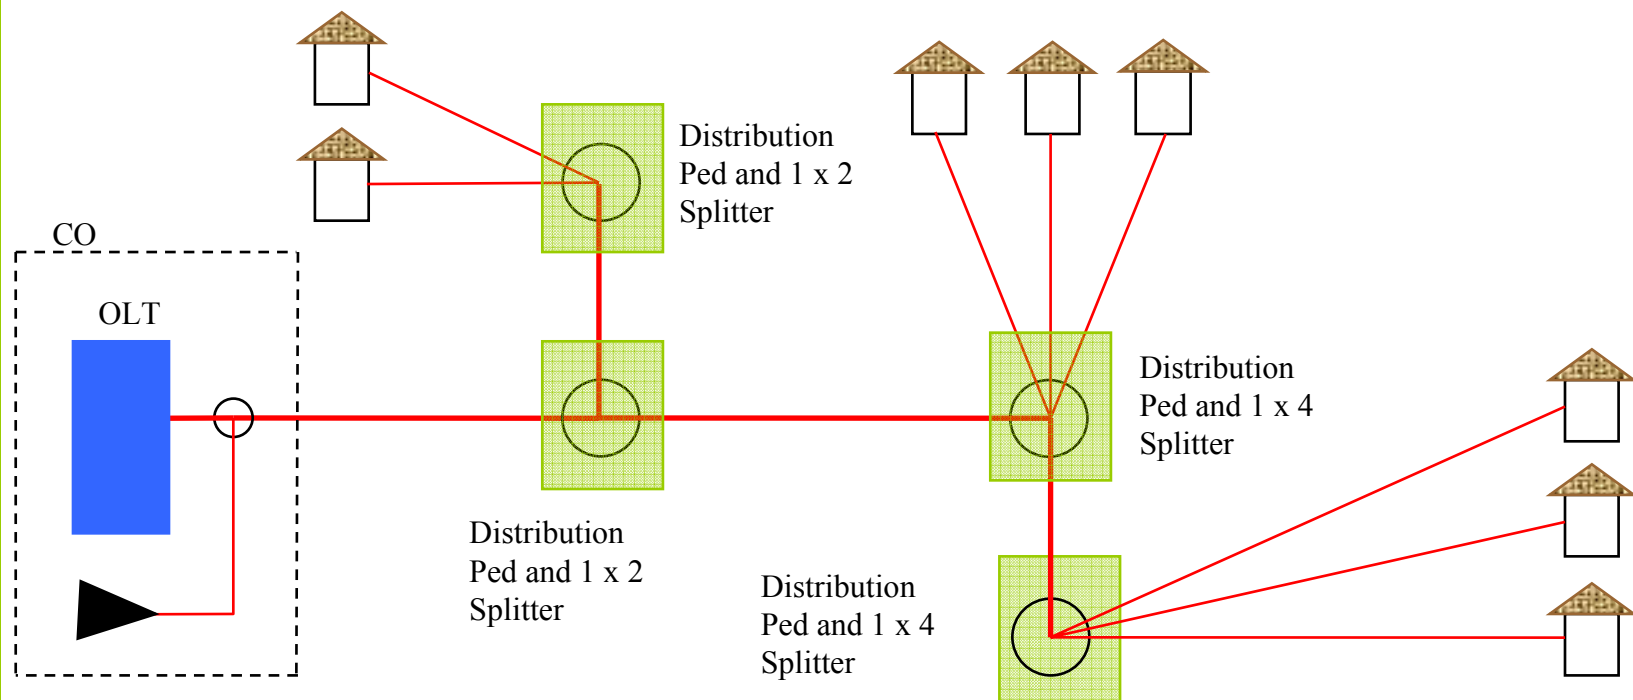 CO
OLT
Distribution
Ped and 1 x 2
Splitter
Distribution
Ped and 1 x 2
Splitter
Distribution
Ped and 1 x 4
Splitter
Distribution
Ped and 1 x 4
Splitter